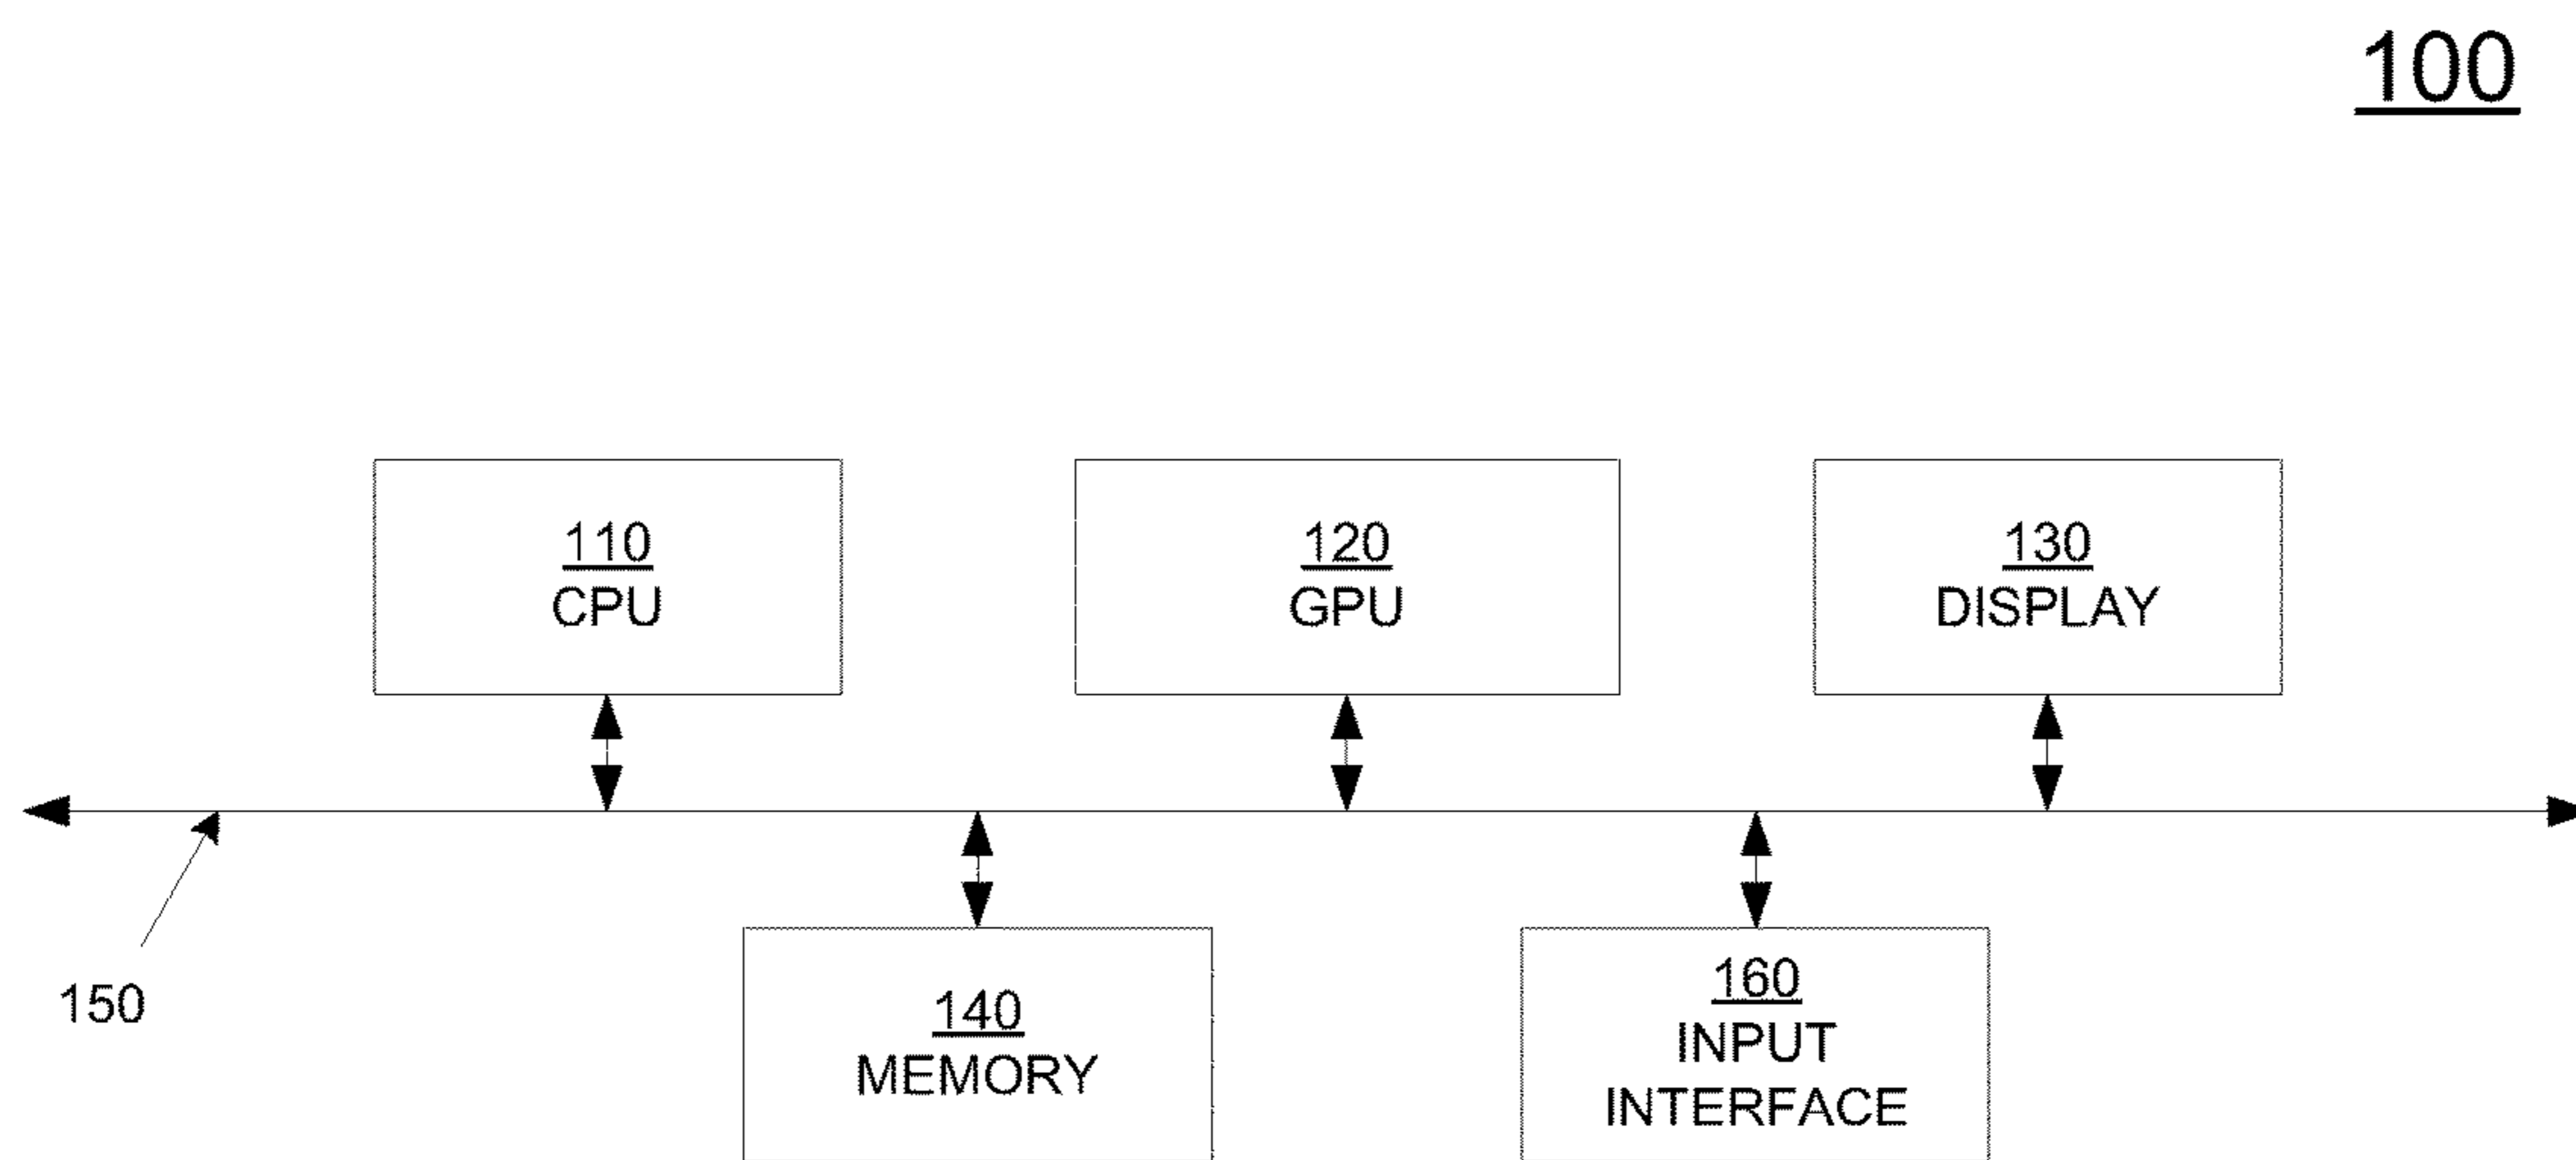 100
110
CPU
120
GPU
130
DISPLAY
150
140
MEMORY
160
INPUT
INTERFACE